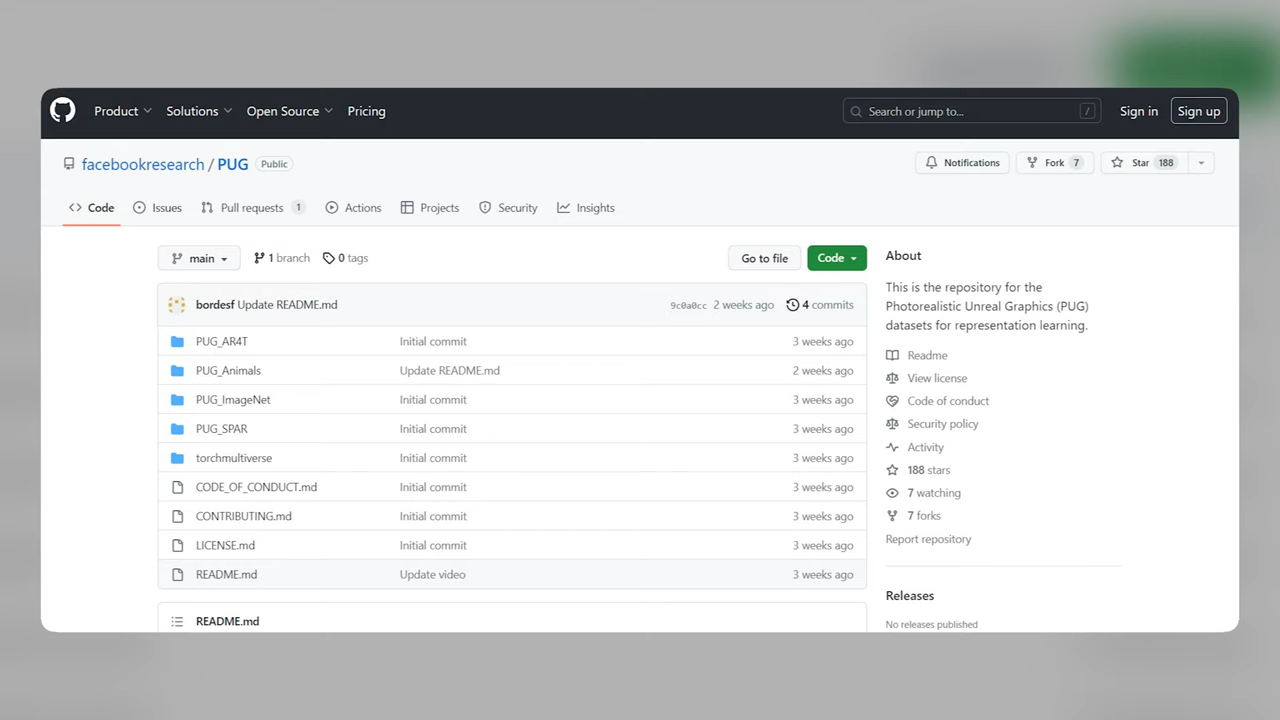 Product Solutions Open Source Pricing Search or jump to... / Sign in Sign up
facebookresearch / PUG Public Notifications Fork 7 Star 188
Code Issues Pull requests 1 Actions Projects Security Insights
main 1 branch 0 tags Go to file Code
bordesf Update README.md 9c0a0cc 2 weeks ago 4 commits
PUG_AR4T Initial commit 3 weeks ago
PUG_Animals Update README.md 2 weeks ago
PUG_ImageNet Initial commit 3 weeks ago
PUG_SPAR Initial commit 3 weeks ago
torchmultiverse Initial commit 3 weeks ago
CODE_OF_CONDUCT.md Initial commit 3 weeks ago
CONTRIBUTING.md Initial commit 3 weeks ago
LICENSE.md Initial commit 3 weeks ago
README.md Update video 3 weeks ago
README.md
About
This is the repository for the
Photorealistic Unreal Graphics (PUG)
datasets for representation learning.
Readme
View license
Code of conduct
Security policy
Activity
188 stars
7 watching
7 forks
Report repository
Releases
No releases published